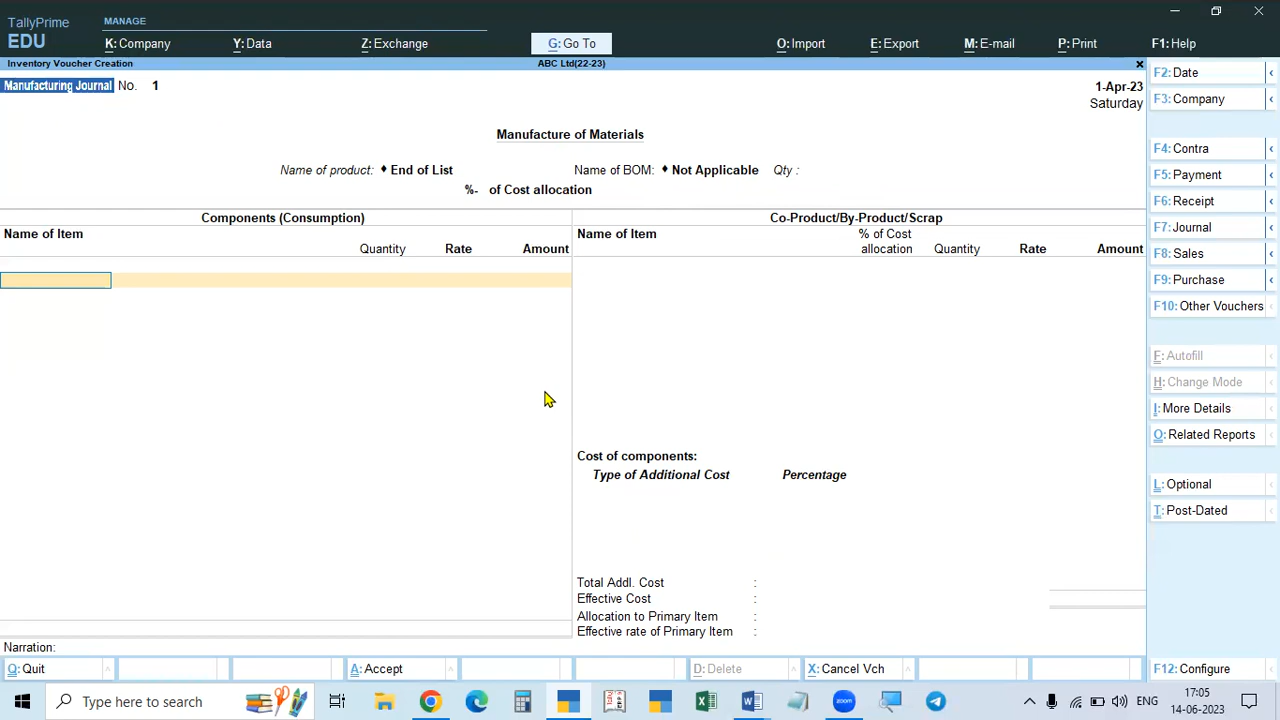 TallyPrime
EDU
MANAGE
K: Company
Y: Data
Z: Exchange
G: Go To
O: Import
E: Export
M: E-mail
P: Print
F1: Help
Inventory Voucher Creation
ABC Ltd(22-23)
×
Manufacturing Journal No. 1
1-Apr-23
Saturday
Manufacture of Materials
Name of product: ♦ End of List
Name of BOM: ♦ Not Applicable
Qty :
%- of Cost allocation
Components (Consumption)
Name of Item
Quantity
Rate
Amount
Co-Product/By-Product/Scrap
Name of Item
% of Cost
allocation
Quantity
Rate
Amount
Cost of components:
Type of Additional Cost
Percentage
Total Addl. Cost :
Effective Cost :
Allocation to Primary Item :
Effective rate of Primary Item :
Narration:
F2: Date
F3: Company
F4: Contra
F5: Payment
F6: Receipt
F7: Journal
F8: Sales
F9: Purchase
F10: Other Vouchers
F: Autofill
H: Change Mode
I: More Details
O: Related Reports
L: Optional
T: Post-Dated
F12: Configure
Q: Quit
A: Accept
D: Delete
X: Cancel Vch
Type here to search
zoom
ENG
17:05
14-06-2023